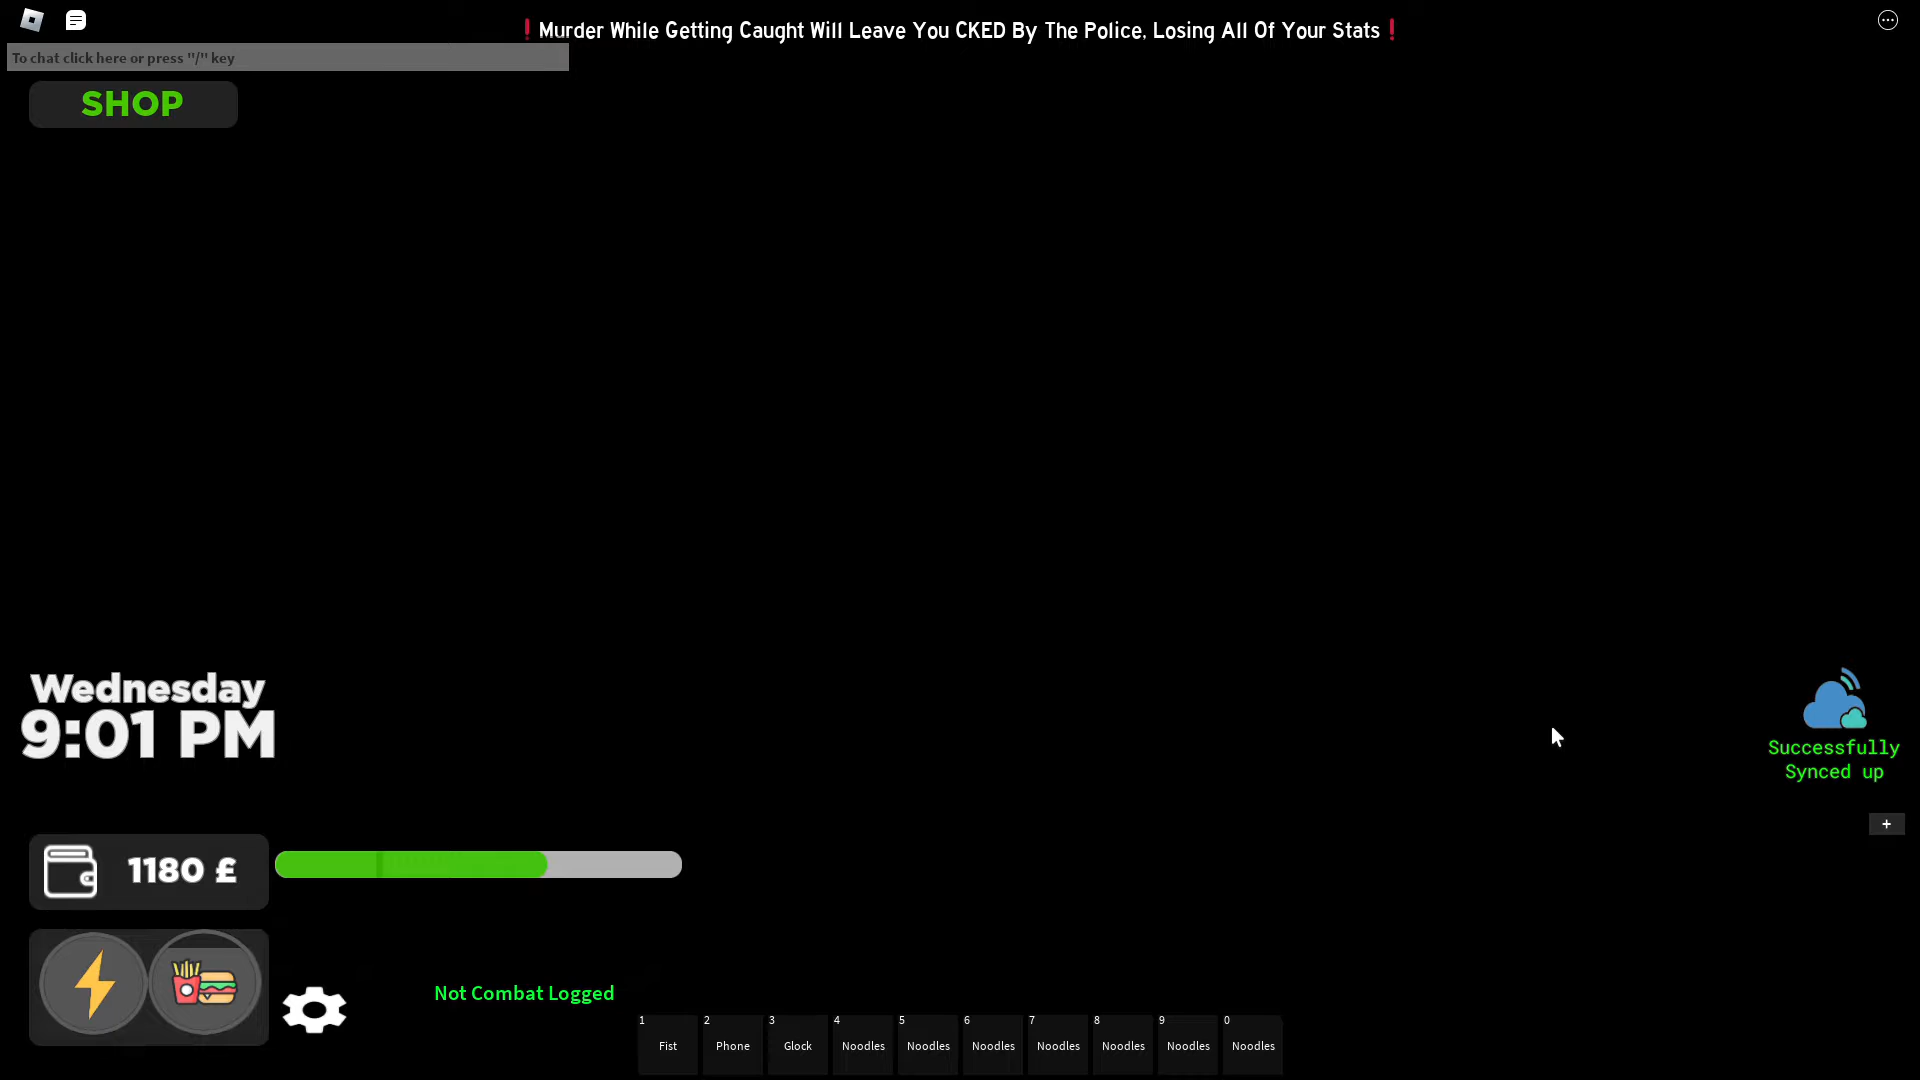 ❗Murder While Getting Caught Will Leave You CKED By The Police, Losing All Of Your Stats❗
To chat click here or press "/" key
SHOP
Wednesday
9:01 PM
Successfully
Synced up
+
1180 £
Not Combat Logged
1 2 3 4 5 6 7 8 9 0
Fist Phone Glock Noodles Noodles Noodles Noodles Noodles Noodles Noodles